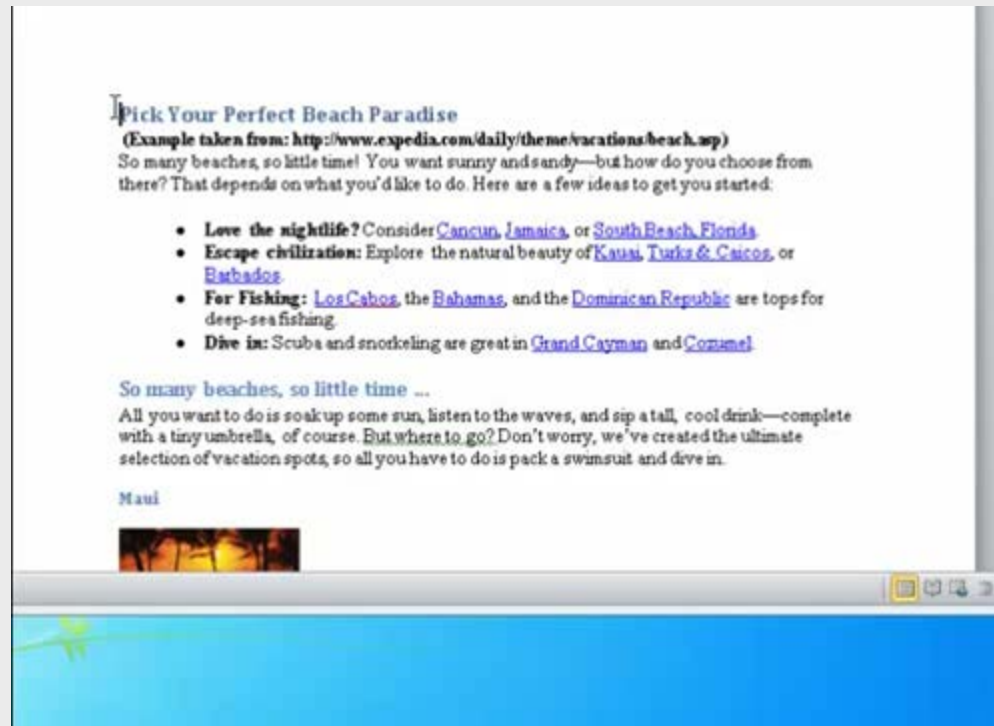 Pick Your Perfect Beach Paradise
(Example taken from: http://www.expedia.com/daily/theme/vacations/beach.asp)
So many beaches, so little time! You want sunny and sandy—but how do you choose from
there? That depends on what you'd like to do. Here are a few ideas to get you started:
• Love the nightlife? Consider Cancun, Jamaica, or South Beach, Florida.
• Escape civilization: Explore the natural beauty of Kauai, Turks & Caicos, or
Barbados.
• For Fishing: Los Cabos, the Bahamas, and the Dominican Republic are tops for
deep-sea fishing.
• Dive in: Scuba and snorkeling are great in Grand Cayman and Cozumel.
So many beaches, so little time ...
All you want to do is soak up some sun, listen to the waves, and sip a tall, cool drink—complete
with a tiny umbrella, of course. But where to go? Don't worry, we've created the ultimate
selection of vacation spots, so all you have to do is pack a swimsuit and dive in.
Maui